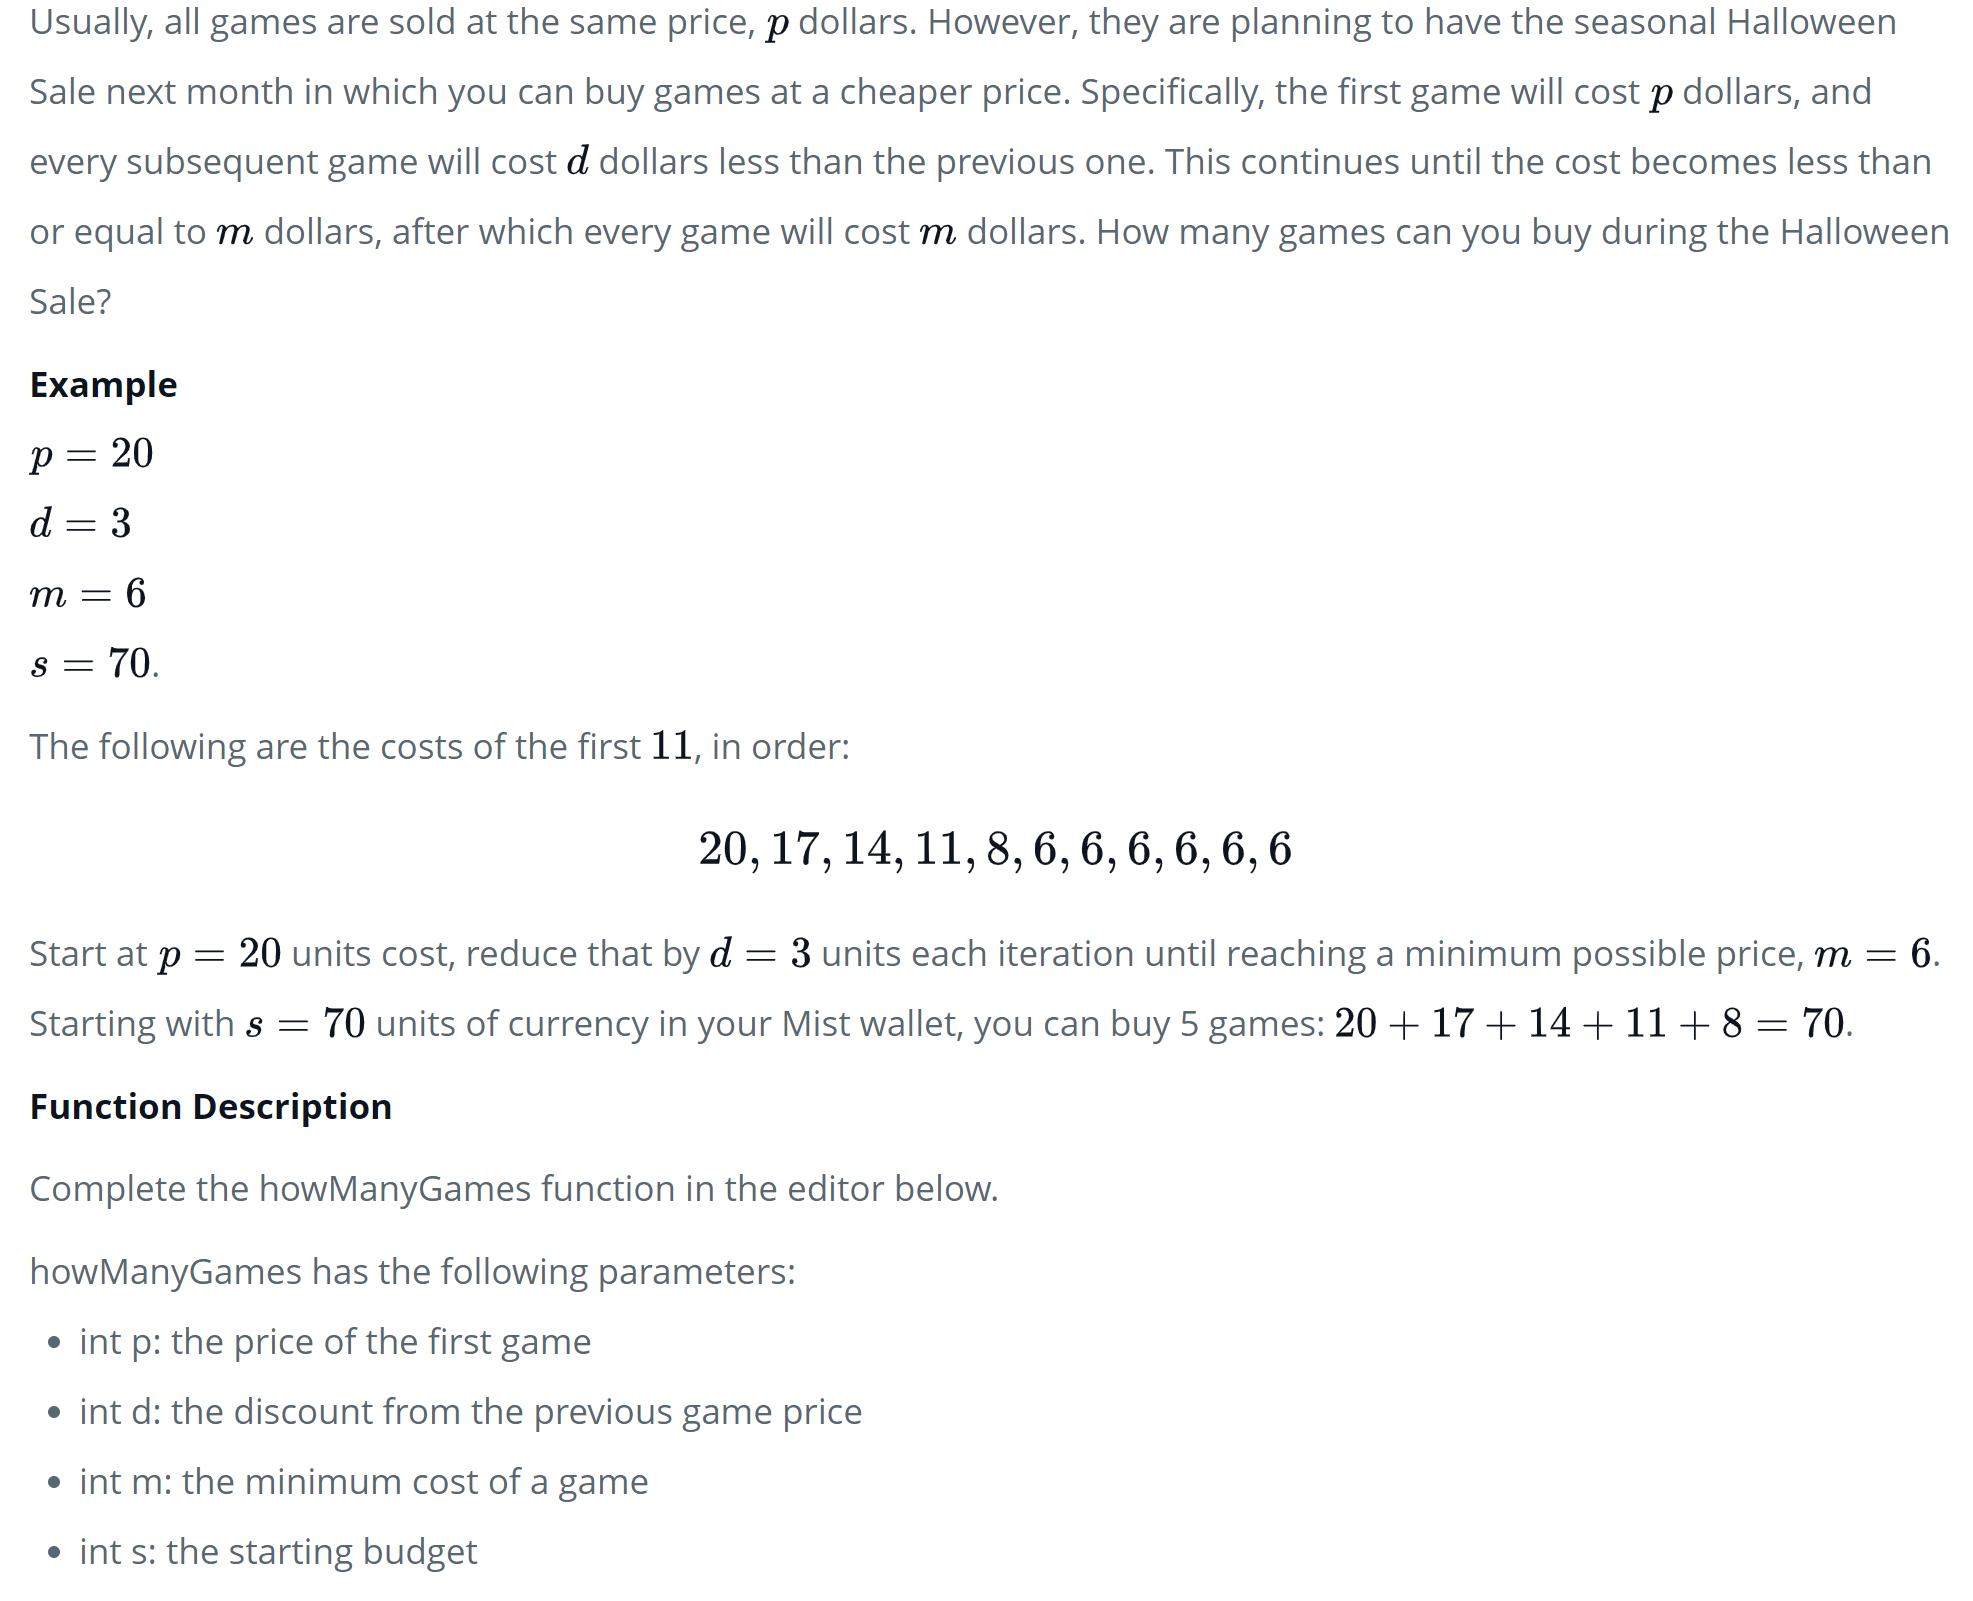 Usually, all games are sold at the same price, p dollars. However, they are planning to have the seasonal Halloween
Sale next month in which you can buy games at a cheaper price. Specifically, the first game will cost p dollars, and
every subsequent game will cost d dollars less than the previous one. This continues until the cost becomes less than
or equal to m dollars, after which every game will cost m dollars. How many games can you buy during the Halloween
Sale?
Example
p = 20
d = 3
m = 6
s = 70.
The following are the costs of the first 11, in order:
20, 17, 14, 11, 8, 6, 6, 6, 6, 6, 6
Start at p = 20 units cost, reduce that by d = 3 units each iteration until reaching a minimum possible price, m = 6.
Starting with s = 70 units of currency in your Mist wallet, you can buy 5 games: 20 + 17 + 14 + 11 + 8 = 70.
Function Description
Complete the howManyGames function in the editor below.
howManyGames has the following parameters:
• int p: the price of the first game
• int d: the discount from the previous game price
• int m: the minimum cost of a game
• int s: the starting budget